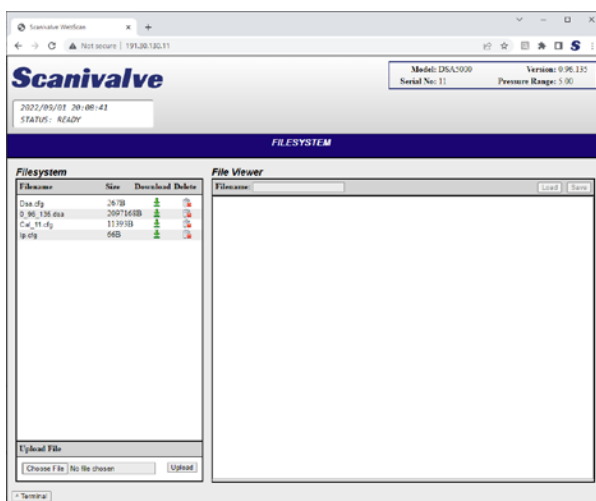 Scanivalve WebScan
Not secure | 191.30.130.11
Scanivalve
Model: DSA5000
Version: 0.96.135
Serial No: 11
Pressure Range: 5.00
2022/09/01 20:08:41
STATUS: READY
FILESYSTEM
Filesystem
File Viewer
Filename Size Download Delete
Filename:
Load Save
Dsa.cfg 267B
0_96_135.dsa 2097168B
Cal_11.cfg 11393B
Ip.cfg 66B
Upload File
Choose File No file chosen
Upload
^ Terminal